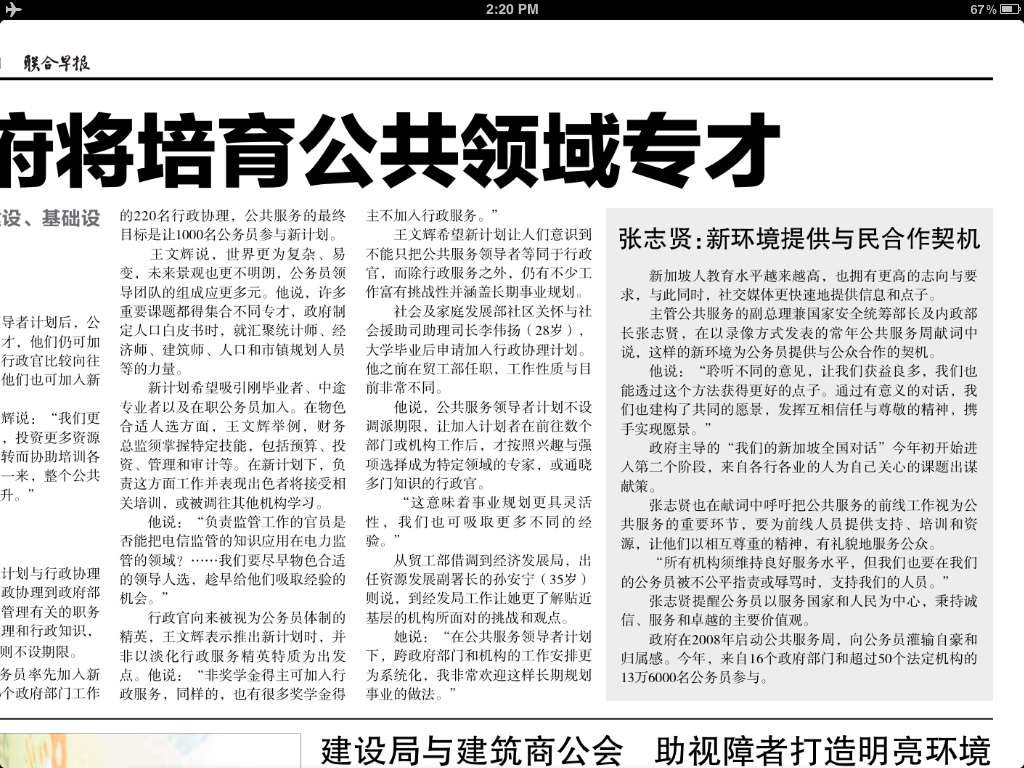 2:20 PM
67%
联合早报
府将培育公共领域专才
建设、基础设
导者计划后，公
才，他们仍可加
行政官比较向往
他们也可加入新
辉说：“我们更
，投资更多资源
转而协助培训各
一来，整个公共
升。”
计划与行政协理
政协理到政府部
管理有关的职务
理和行政知识，
则不设期限。
务员率先加入新
个政府部门工作
的220名行政协理，公共服务的最终
目标是让1000名公务员参与新计划。
王文辉说，世界更为复杂、易
变，未来景观也更不明朗，公务员领
导团队的组成应更多元。他说，许多
重要课题都得集合不同专才，政府制
定人口白皮书时，就汇聚统计师、经
济师、建筑师、人口和市镇规划人员
等的力量。
新计划希望吸引刚毕业者、中途
专业者以及在职公务员加人。在物色
合适人选方面，王文辉举例，财务
总监须掌握特定技能，包括预算、投
资、管理和审计等。在新计划下，负
责这方面工作并表现出色者将接受相
关培训，或被调往其他机构学习。
他说：“负责监管工作的官员是
否能把电信监管的知识应用在电力监
管的领域？……我们要尽早物色合适
的领导人选，趁早给他们吸取经验的
机会。”
行政官向来被视为公务员体制的
精英，王文辉表示推出新计划时，并
非以淡化行政服务精英特质为出发
点。他说：“非奖学金得主可加入行
政服务，同样的，也有很多奖学金得
主不加入行政服务。”
王文辉希望新计划让人们意识到
不能只把公共服务领导者等同于行政
官，而除行政服务之外，仍有不少工
作富有挑战性并涵盖长期事业规划。
社会及家庭发展部社区关怀与社
会援助司助理司长李伟扬（28岁），
大学毕业后申请加入行政协理计划。
他之前在贸工部任职，工作性质与目
前非常不同。
他说，公共服务领导者计划不设
调派期限，让加入计划者在前往数个
部门或机构工作后，才按照兴趣与强
项选择成为特定领域的专家，或通晓
多门知识的行政官。
“这意味着事业规划更具灵活
性，我们也可吸取更多不同的经
验。”
从贸工部借调到经济发展局，出
任资源发展副署长的孙安宁（35岁）
则说，到经发局工作让她更了解贴近
基层的机构所面对的挑战和观点。
她说：“在公共服务领导者计划
下，跨政府部门和机构的工作安排更
为系统化，我非常欢迎这样长期规划
事业的做法。”
张志贤:新环境提供与民合作契机
新加坡人教育水平越来越高，也拥有更高的志向与要
求，与此同时，社交媒体更快速地提供信息和点子。
主管公共服务的副总理兼国家安全统筹部长及内政部
长张志贤，在以录像方式发表的常年公共服务周献词中
说，这样的新环境为公务员提供与公众合作的契机。
他说：“聆听不同的意见，让我们获益良多，我们也
能透过这个方法获得更好的点子。通过有意义的对话，我
们也建构了共同的愿景，发挥互相信任与尊敬的精神，携
手实现愿景。”
政府主导的“我们的新加坡全国对话”今年初开始进
入第二个阶段，来自各行各业的人为自己关心的课题出谋
献策。
张志贤也在献词中呼吁把公共服务的前线工作视为公
共服务的重要环节，要为前线人员提供支持、培训和资
源，让他们以相互尊重的精神，有礼貌地服务公众。
“所有机构须维持良好服务水平，但我们也要在我们
的公务员被不公平指责或辱骂时，支持我们的人员。”
张志贤提醒公务员以服务国家和人民为中心，秉持诚
信、服务和卓越的主要价值观。
政府在2008年启动公共服务周，向公务员灌输自豪和
归属感。今年，来自16个政府部门和超过50个法定机构的
13万6000名公务员参与。
建设局与建筑商公会 助视障者打造明亮环境